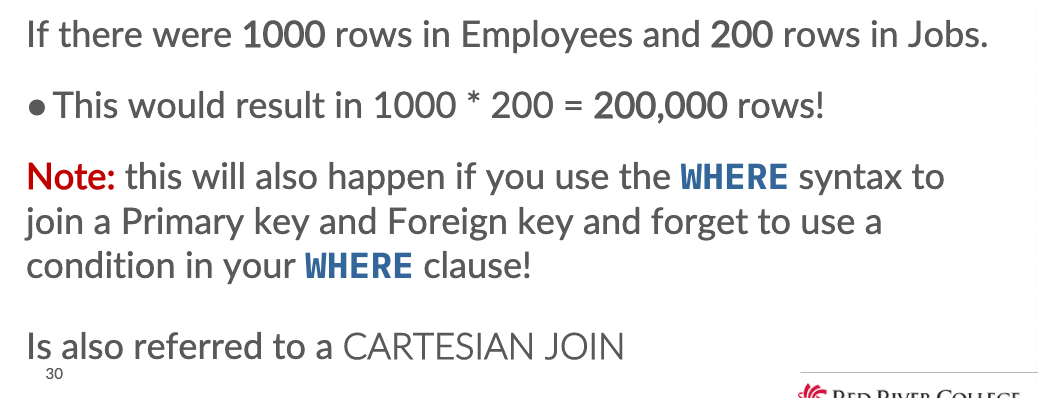 If there were 1000 rows in Employees and 200 rows in Jobs.
● This would result in 1000 * 200 = 200,000 rows!
Note: this will also happen if you use the WHERE syntax to
join a Primary key and Foreign key and forget to use a
condition in your WHERE clause!
Is also referred to a CARTESIAN JOIN
30
RED RIVER COLLEGE